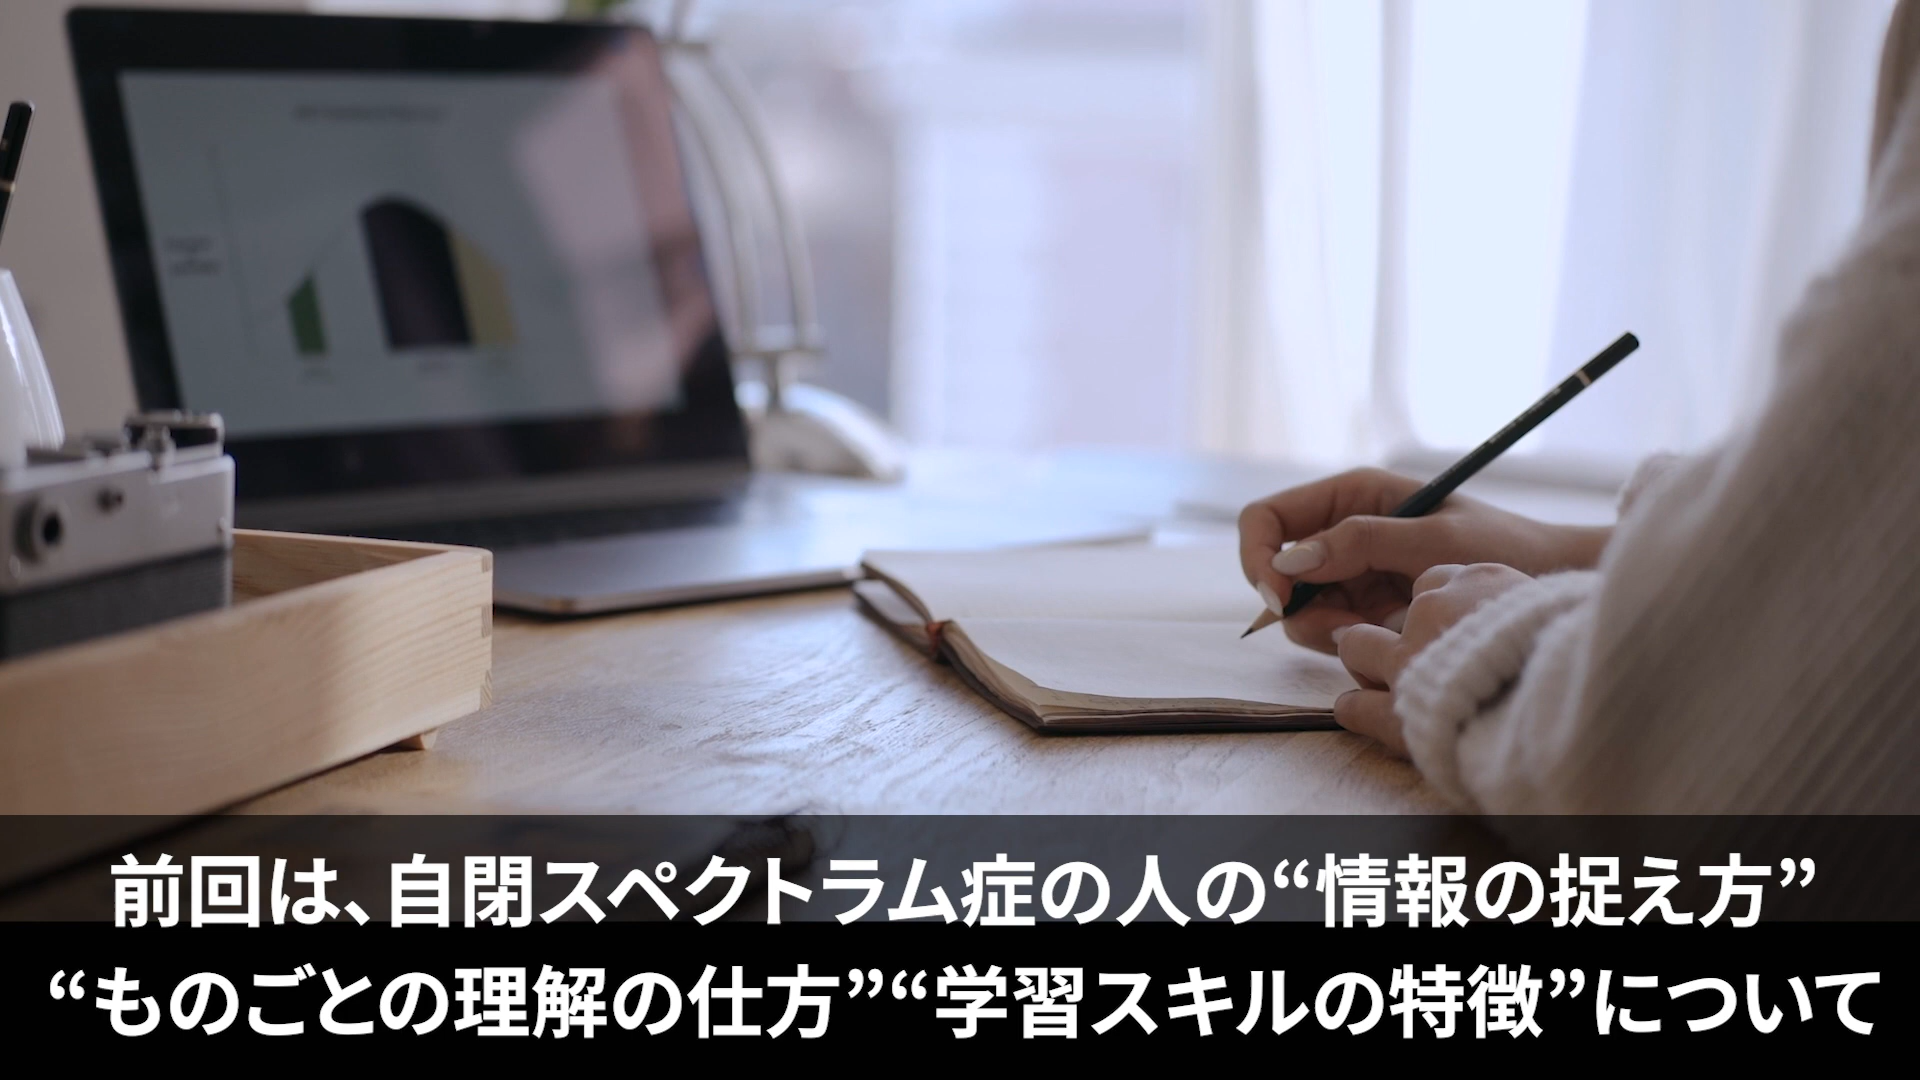 前回は、自閉スペクトラム症の人の“情報の捉え方”
“ものごとの理解の仕方”“学習スキルの特徴”について